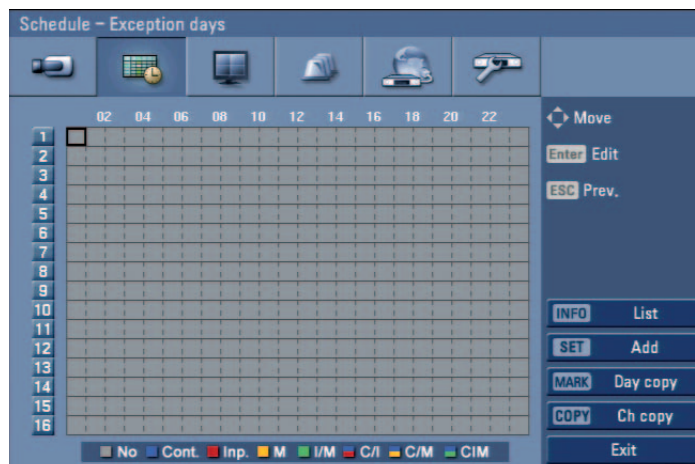 Schedule – Exception days
02 04 06 08 10 12 14 16 18 20 22
1
2
3
4
5
6
7
8
9
10
11
12
13
14
15
16
No Cont. Inp. M I/M C/I C/M CIM
Move
Enter Edit
ESC Prev.
INFO List
SET Add
MARK Day copy
COPY Ch copy
Exit